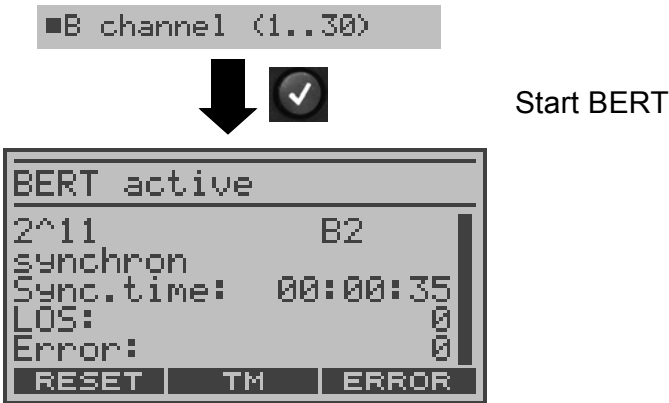 ■B channel (1..30)
Start BERT
BERT active
2^11 B2
synchron
Sync.time: 00:00:35
LOS: 0
Error: 0
RESET TM ERROR